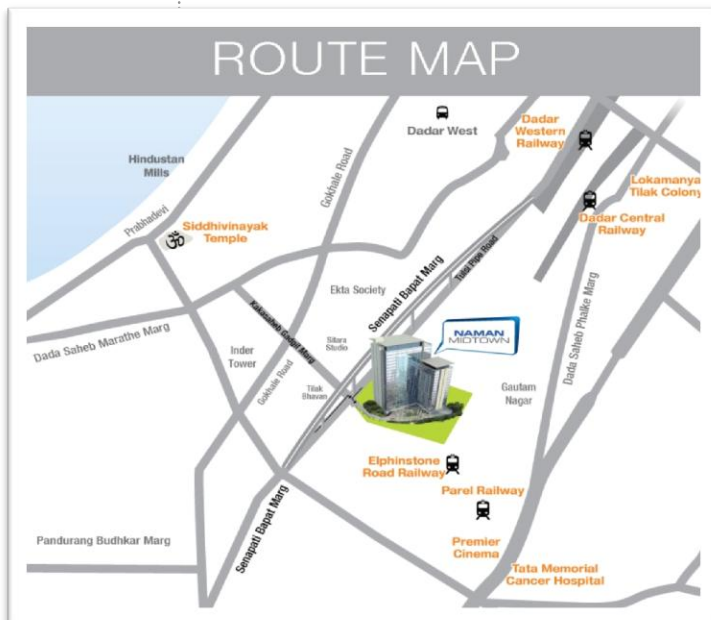 ROUTE MAP
Dadar West
Dadar
Western
Railway
Hindustan
Mills
Gokhale Road
Lokamanya
Tilak Colony
Prabhadevi
Siddhivinayak
Temple
Dadar Central
Railway
Senapati Bapat Marg
Tulsi Pipe Road
Ekta Society
Dada Saheb Phalke Marg
Kakasaheb Gadgil Marg
NAMAN
MIDTOWN
Dada Saheb Marathe Marg
Sitara
Studio
Inder
Tower
Gokhale Road
Tilak
Bhavan
Gautam
Nagar
Elphinstone
Road Railway
Parel Railway
Senapati Bapat Marg
Pandurang Budhkar Marg
Premier
Cinema
Tata Memorial
Cancer Hospital